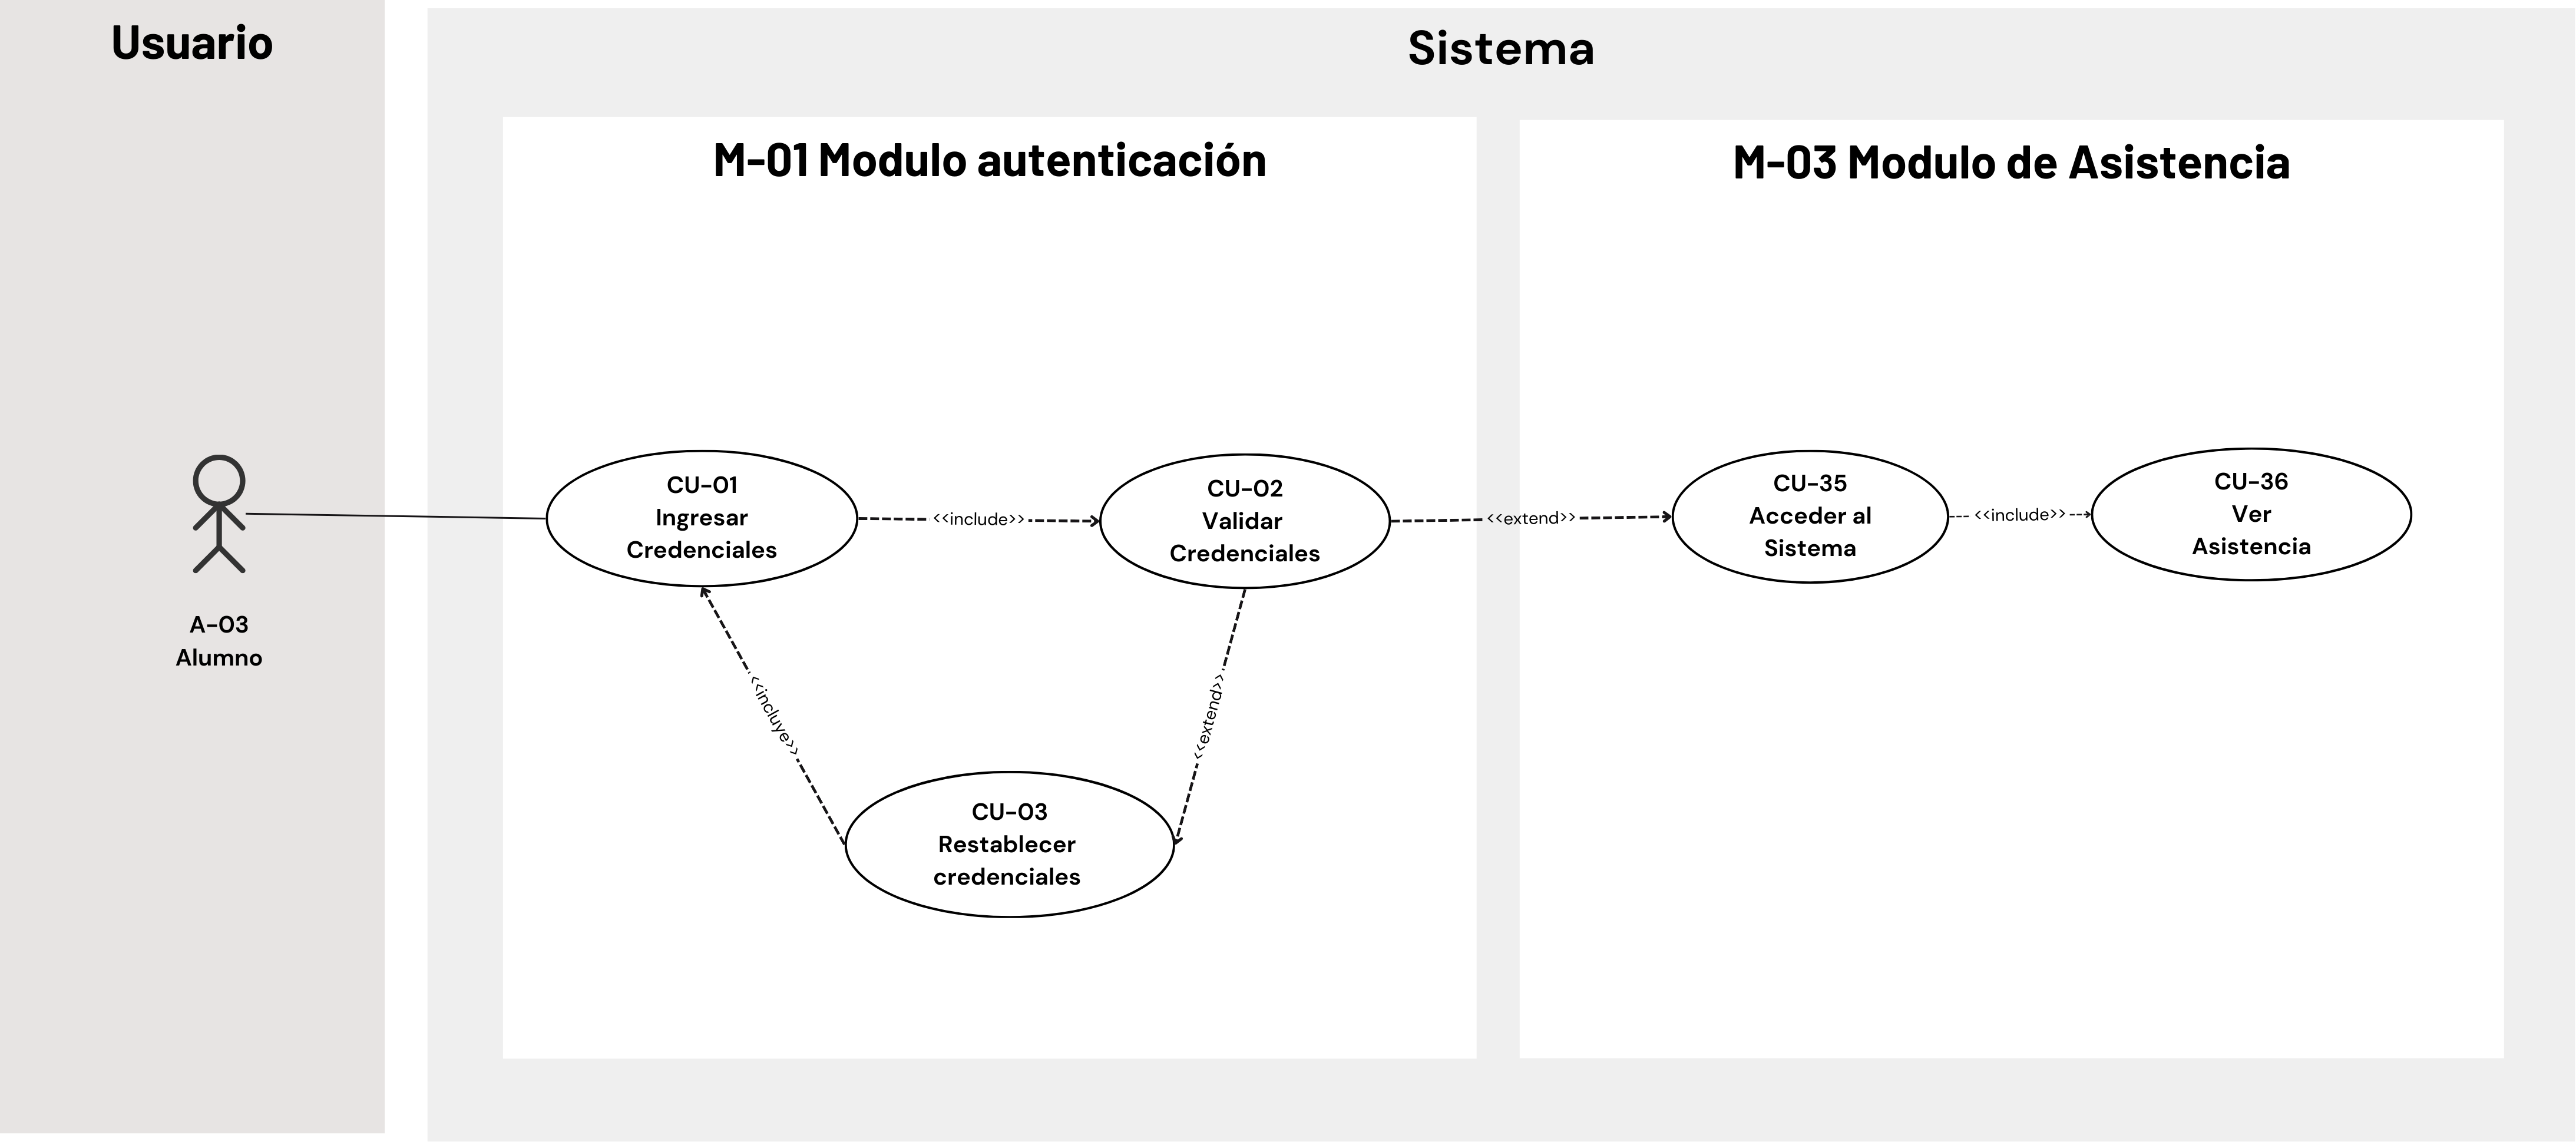 Usuario
Sistema
M-01 Modulo autenticación
M-03 Modulo de Asistencia
A-03
Alumno
CU-01
Ingresar
Credenciales
<<include>>
CU-02
Validar
Credenciales
<<extend>>
CU-35
Acceder al
Sistema
<<include>>
CU-36
Ver
Asistencia
<<incluye>>
<<extend>>
CU-03
Restablecer
credenciales